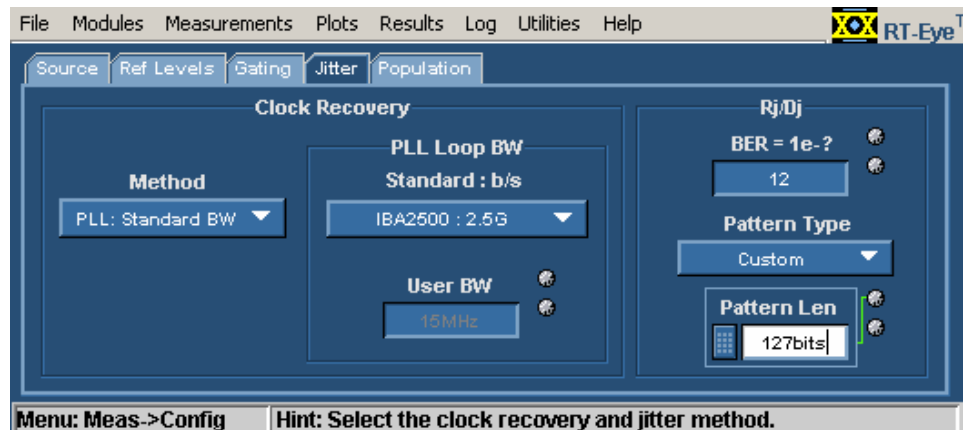 File Modules Measurements Plots Results Log Utilities Help
RT-Eye
Source Ref Levels Gating Jitter Population
Clock Recovery
Method
PLL: Standard BW
PLL Loop BW
Standard : b/s
IBA2500 : 2.5G
User BW
15MHz
Rj/Dj
BER = 1e-?
12
Pattern Type
Custom
Pattern Len
127bits
Menu: Meas->Config
Hint: Select the clock recovery and jitter method.